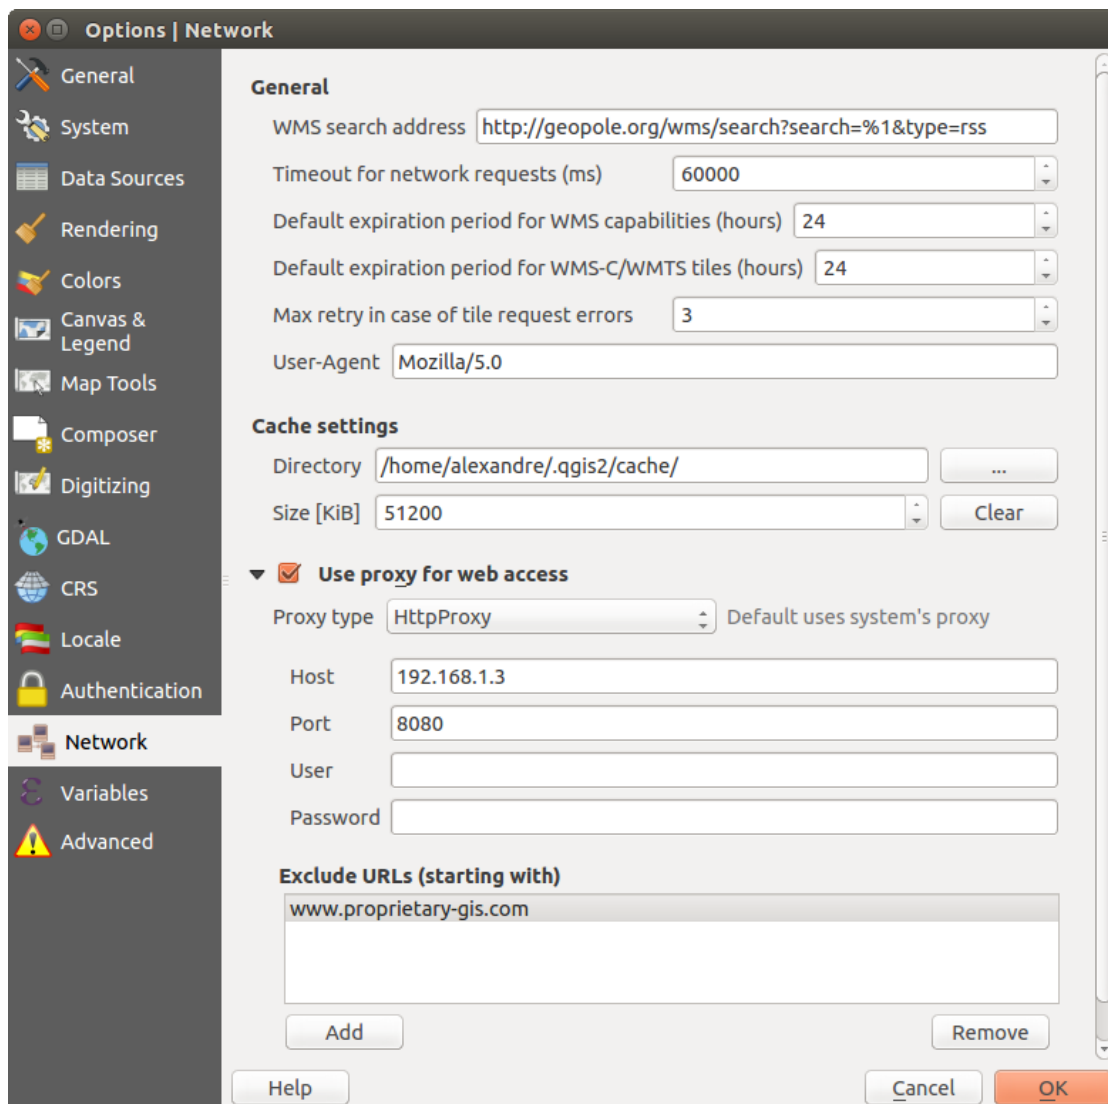 Options | Network
General
System
Data Sources
Rendering
Colors
Canvas &
Legend
Map Tools
Composer
Digitizing
GDAL
CRS
Locale
Authentication
Network
Variables
Advanced
General
WMS search address http://geopole.org/wms/search?search=%1&type=rss
Timeout for network requests (ms) 60000
Default expiration period for WMS capabilities (hours) 24
Default expiration period for WMS-C/WMTS tiles (hours) 24
Max retry in case of tile request errors 3
User-Agent Mozilla/5.0
Cache settings
Directory /home/alexandre/.qgis2/cache/ ...
Size [KiB] 51200 Clear
Use proxy for web access
Proxy type HttpProxy Default uses system's proxy
Host 192.168.1.3
Port 8080
User
Password
Exclude URLs (starting with)
www.proprietary-gis.com
Add Remove
Help Cancel OK